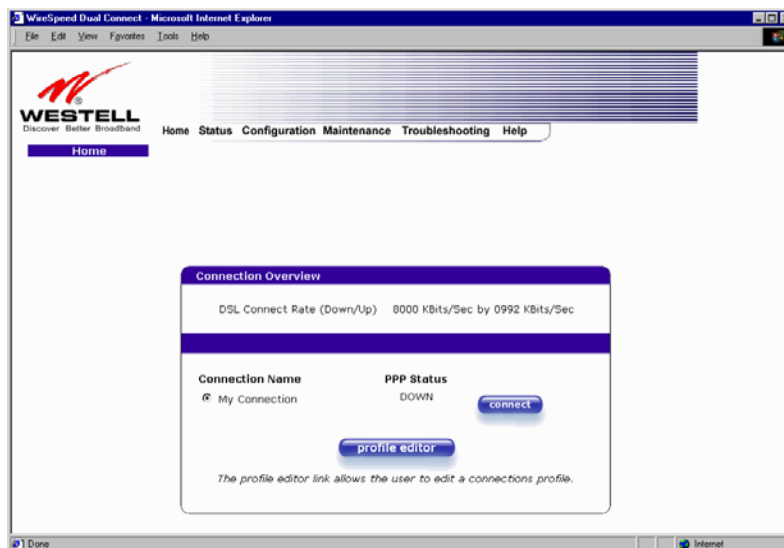 WireSpeed Dual Connect - Microsoft Internet Explorer
File Edit View Favorites Tools Help
WESTELL
®
Discover Better Broadband
Home Status Configuration Maintenance Troubleshooting Help
Home
Connection Overview
DSL Connect Rate (Down/Up) 8000 KBits/Sec by 0992 KBits/Sec
Connection Name PPP Status
My Connection DOWN connect
profile editor
The profile editor link allows the user to edit a connections profile.
Done Internet